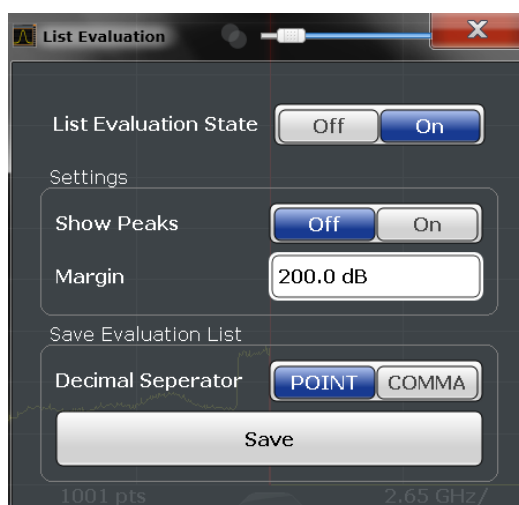 List Evaluation
X
List Evaluation State Off On
Settings
Show Peaks Off On
Margin 200.0 dB
Save Evaluation List
Decimal Seperator POINT COMMA
Save
1001 pts 2.65 GHz/